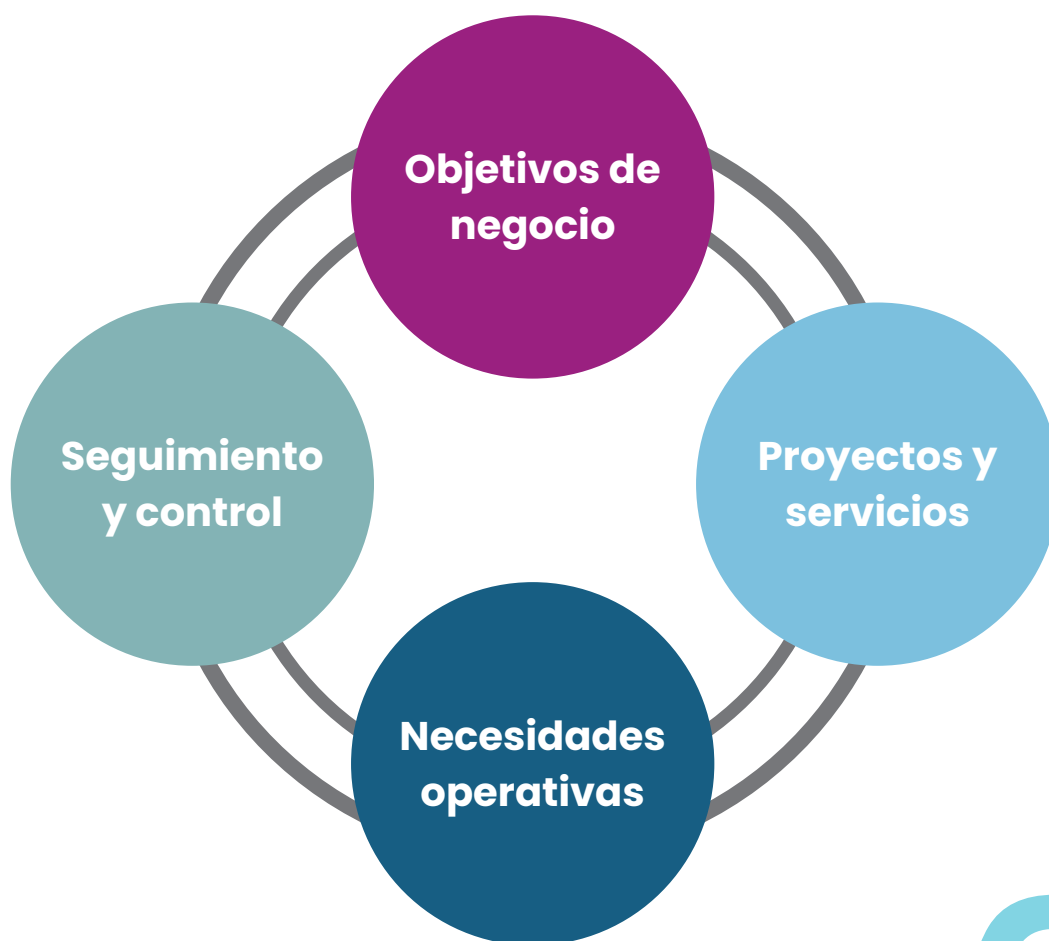 Objetivos de
negocio
Seguimiento
y control
Proyectos y
servicios
Necesidades
operativas